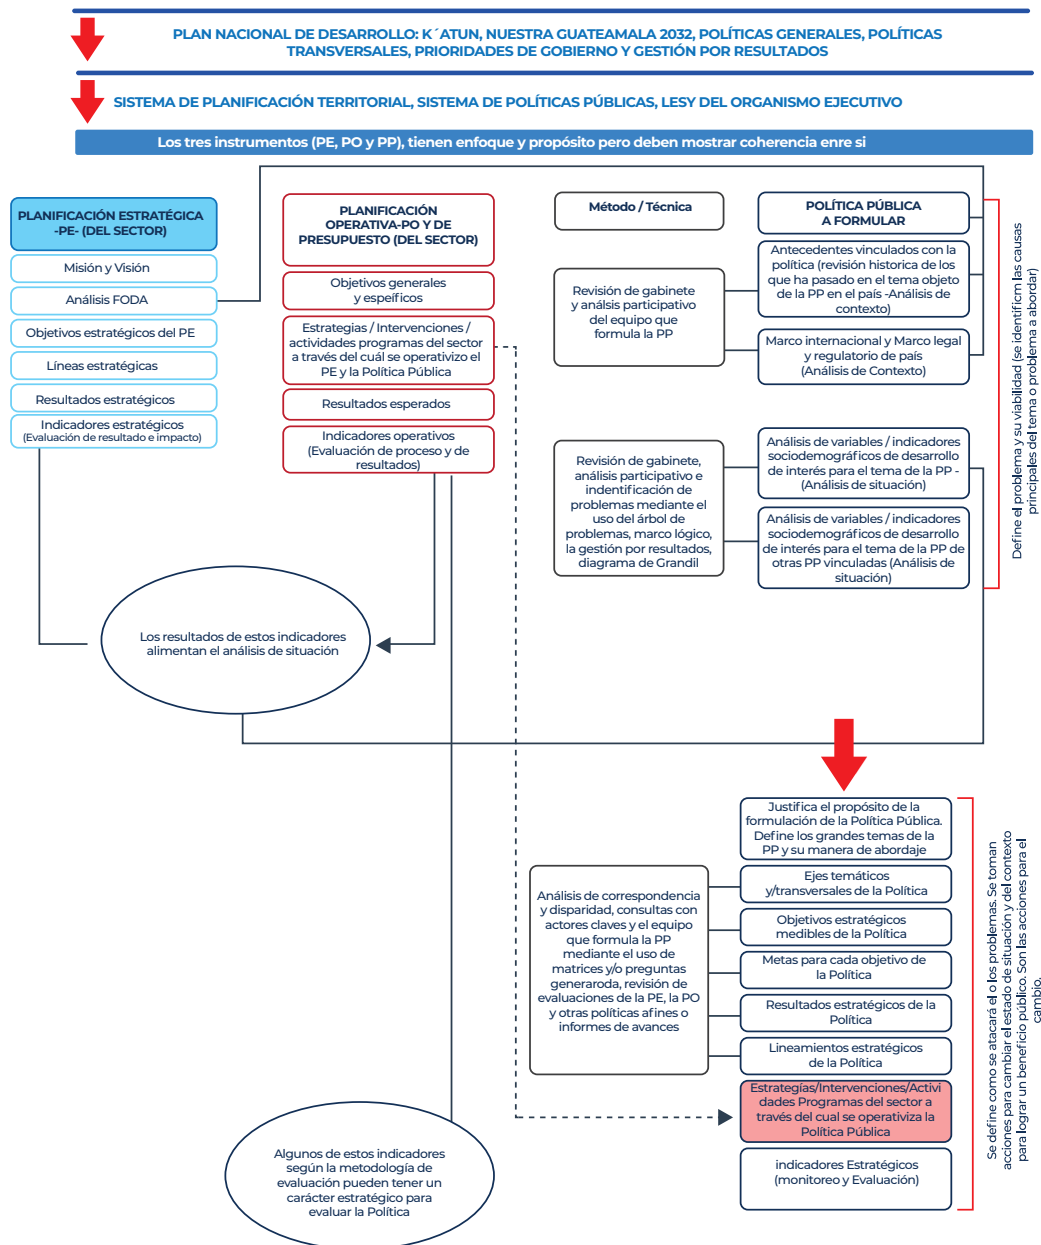 PLAN NACIONAL DE DESARROLLO: K´ATUN, NUESTRA GUATEAMALA 2032, POLÍTICAS GENERALES, POLÍTICAS
TRANSVERSALES, PRIORIDADES DE GOBIERNO Y GESTIÓN POR RESULTADOS
SISTEMA DE PLANIFICACIÓN TERRITORIAL, SISTEMA DE POLÍTICAS PÚBLICAS, LESY DEL ORGANISMO EJECUTIVO
Los tres instrumentos (PE, PO y PP), tienen enfoque y propósito pero deben mostrar coherencia enre si
PLANIFICACIÓN ESTRATÉGICA
-PE- (DEL SECTOR)
Misión y Visión
Análisis FODA
Objetivos estratégicos del PE
Líneas estratégicas
Resultados estratégicos
Indicadores estratégicos
(Evaluación de resultado e impacto)
PLANIFICACIÓN
OPERATIVA-PO Y DE
PRESUPUESTO (DEL SECTOR)
Objetivos generales
y espeíficos
Estrategias / Intervenciones /
actividades programas del sector
a través del cuál se operativizo el
PE y la Política Pública
Resultados esperados
Indicadores operativos
(Evaluación de proceso y de
resultados)
Método / Técnica
Revisión de gabinete
y análsis participativo
del equipo que
formula la PP
Revisión de gabinete,
análisis participativo e
indentificación de
problemas mediante el
uso del árbol de
problemas, marco lógico,
la gestión por resultados,
diagrama de Grandil
POLÍTICA PÚBLICA
A FORMULAR
Antecedentes vinculados con la
política (revisión historica de los
que ha pasado en el tema objeto
de la PP en el país -Análisis de
contexto)
Marco internacional y Marco legal
y regulatorio de país
(Análisis de Contexto)
Análisis de variables / indicadores
sociodemográficos de desarrollo
de interés para el tema de la PP -
(Análisis de situación)
Análisis de variables / indicadores
sociodemográficos de desarrollo
de interés para el tema de la PP de
otras PP vinculadas (Análisis de
situación)
Define el problema y su viabilidad (se identificm las causas
principales del tema o problema a abordar)
Los resultados de estos indicadores
alimentan el análisis de situación
Justifica el propósito de la
formulación de la Política Pública.
Define los grandes temas de la
PP y su manera de abordaje
Ejes temáticos
y/transversales de la Política
Objetivos estratégicos
medibles de la Política
Metas para cada objetivo de
la Política
Resultados estratégicos de la
Política
Lineamientos estratégicos
de la Política
Estrategías/Intervenciones/Activi
dades Programas del sector a
través del cual se operativiza la
Política Pública
indicadores Estratégicos
(monitoreo y Evaluación)
Análisis de correspondencia
y disparidad, consultas con
actores claves y el equipo
que formula la PP
mediante el uso de
matrices y/o preguntas
generaroda, revisión de
evaluaciones de la PE, la PO
y otras políticas afines o
informes de avances
Se define como se atacará el o los problemas. Se toman
acciones para cambiar el estado de situación y del contexto
para lograr un beneficio público. Son las acciones para el
cambio.
Algunos de estos indicadores
según la metodología de
evaluación pueden tener un
carácter estratégico para
evaluar la Política